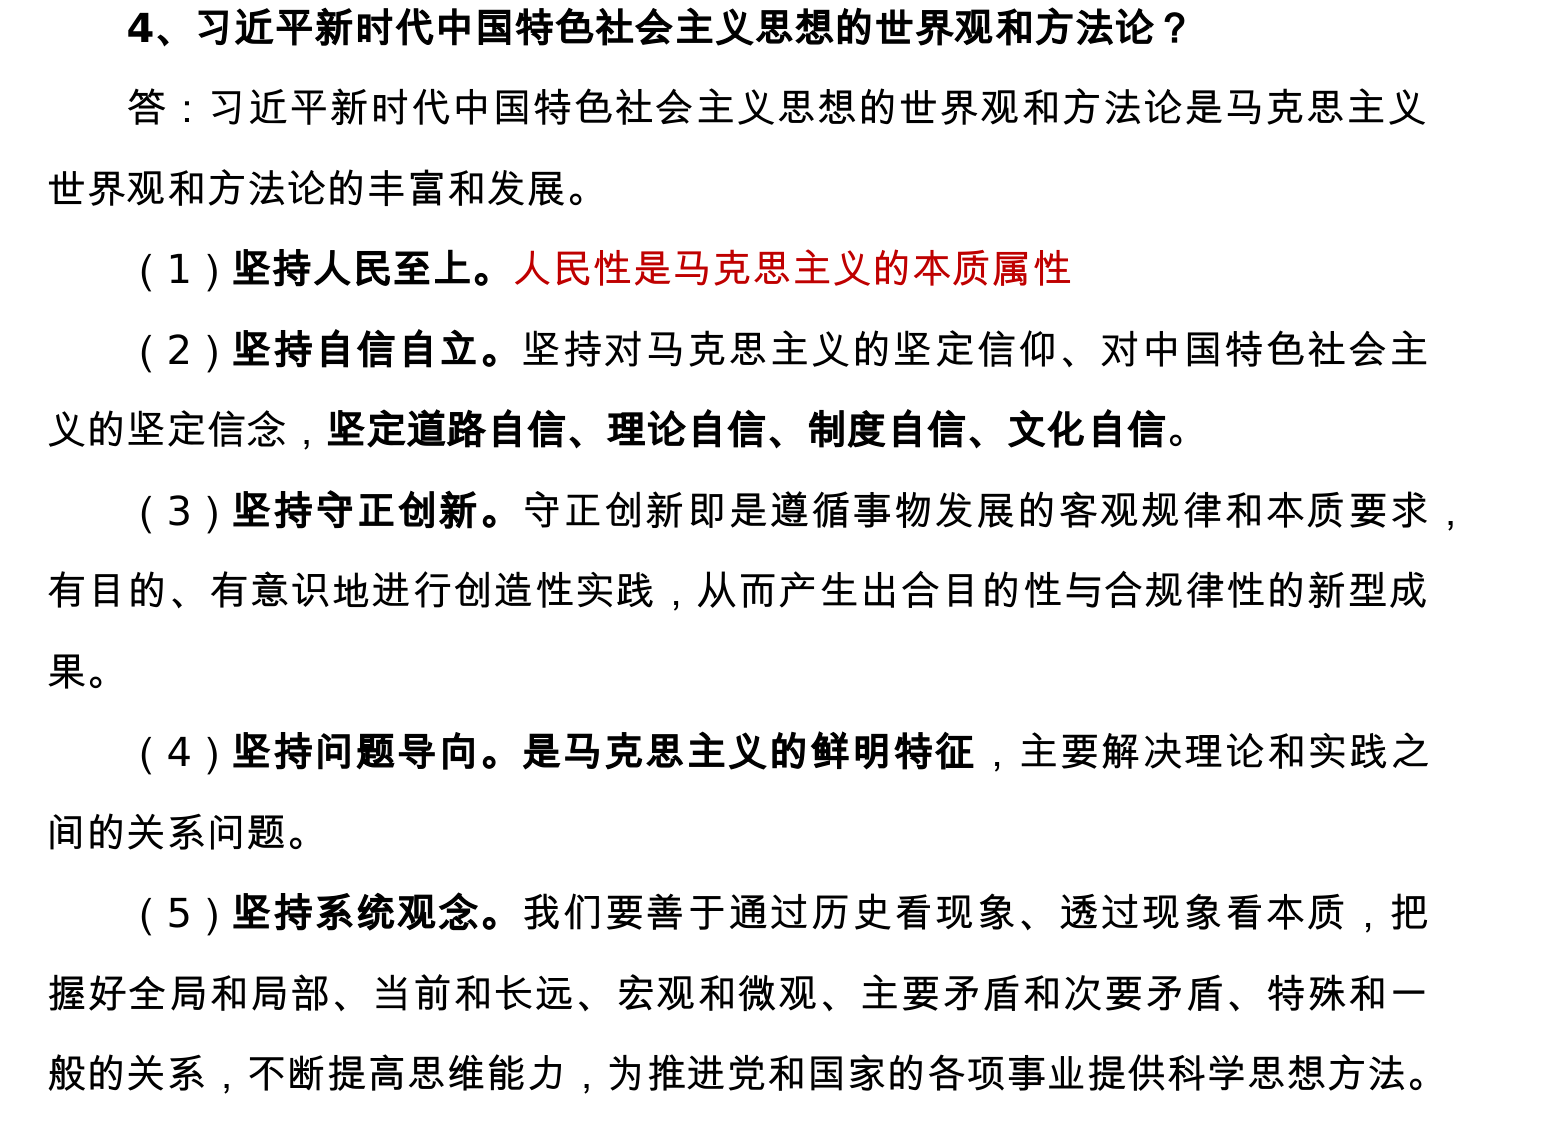 4、习近平新时代中国特色社会主义思想的世界观和方法论？
答：习近平新时代中国特色社会主义思想的世界观和方法论是马克思主义
世界观和方法论的丰富和发展。
（1）坚持人民至上。人民性是马克思主义的本质属性
（2）坚持自信自立。坚持对马克思主义的坚定信仰、对中国特色社会主
义的坚定信念，坚定道路自信、理论自信、制度自信、文化自信。
（3）坚持守正创新。守正创新即是遵循事物发展的客观规律和本质要求，
有目的、有意识地进行创造性实践，从而产生出合目的性与合规律性的新型成
果。
（4）坚持问题导向。是马克思主义的鲜明特征，主要解决理论和实践之
间的关系问题。
（5）坚持系统观念。我们要善于通过历史看现象、透过现象看本质，把
握好全局和局部、当前和长远、宏观和微观、主要矛盾和次要矛盾、特殊和一
般的关系，不断提高思维能力，为推进党和国家的各项事业提供科学思想方法。